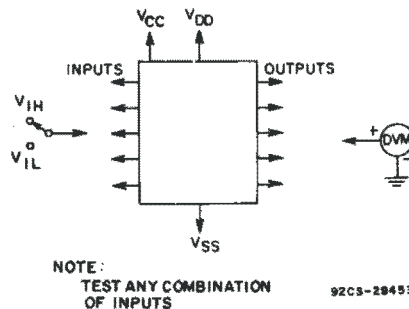 VCC VDD
INPUTS OUTPUTS
VIH
VIL
+
DVM
-
VSS
NOTE:
TEST ANY COMBINATION
OF INPUTS